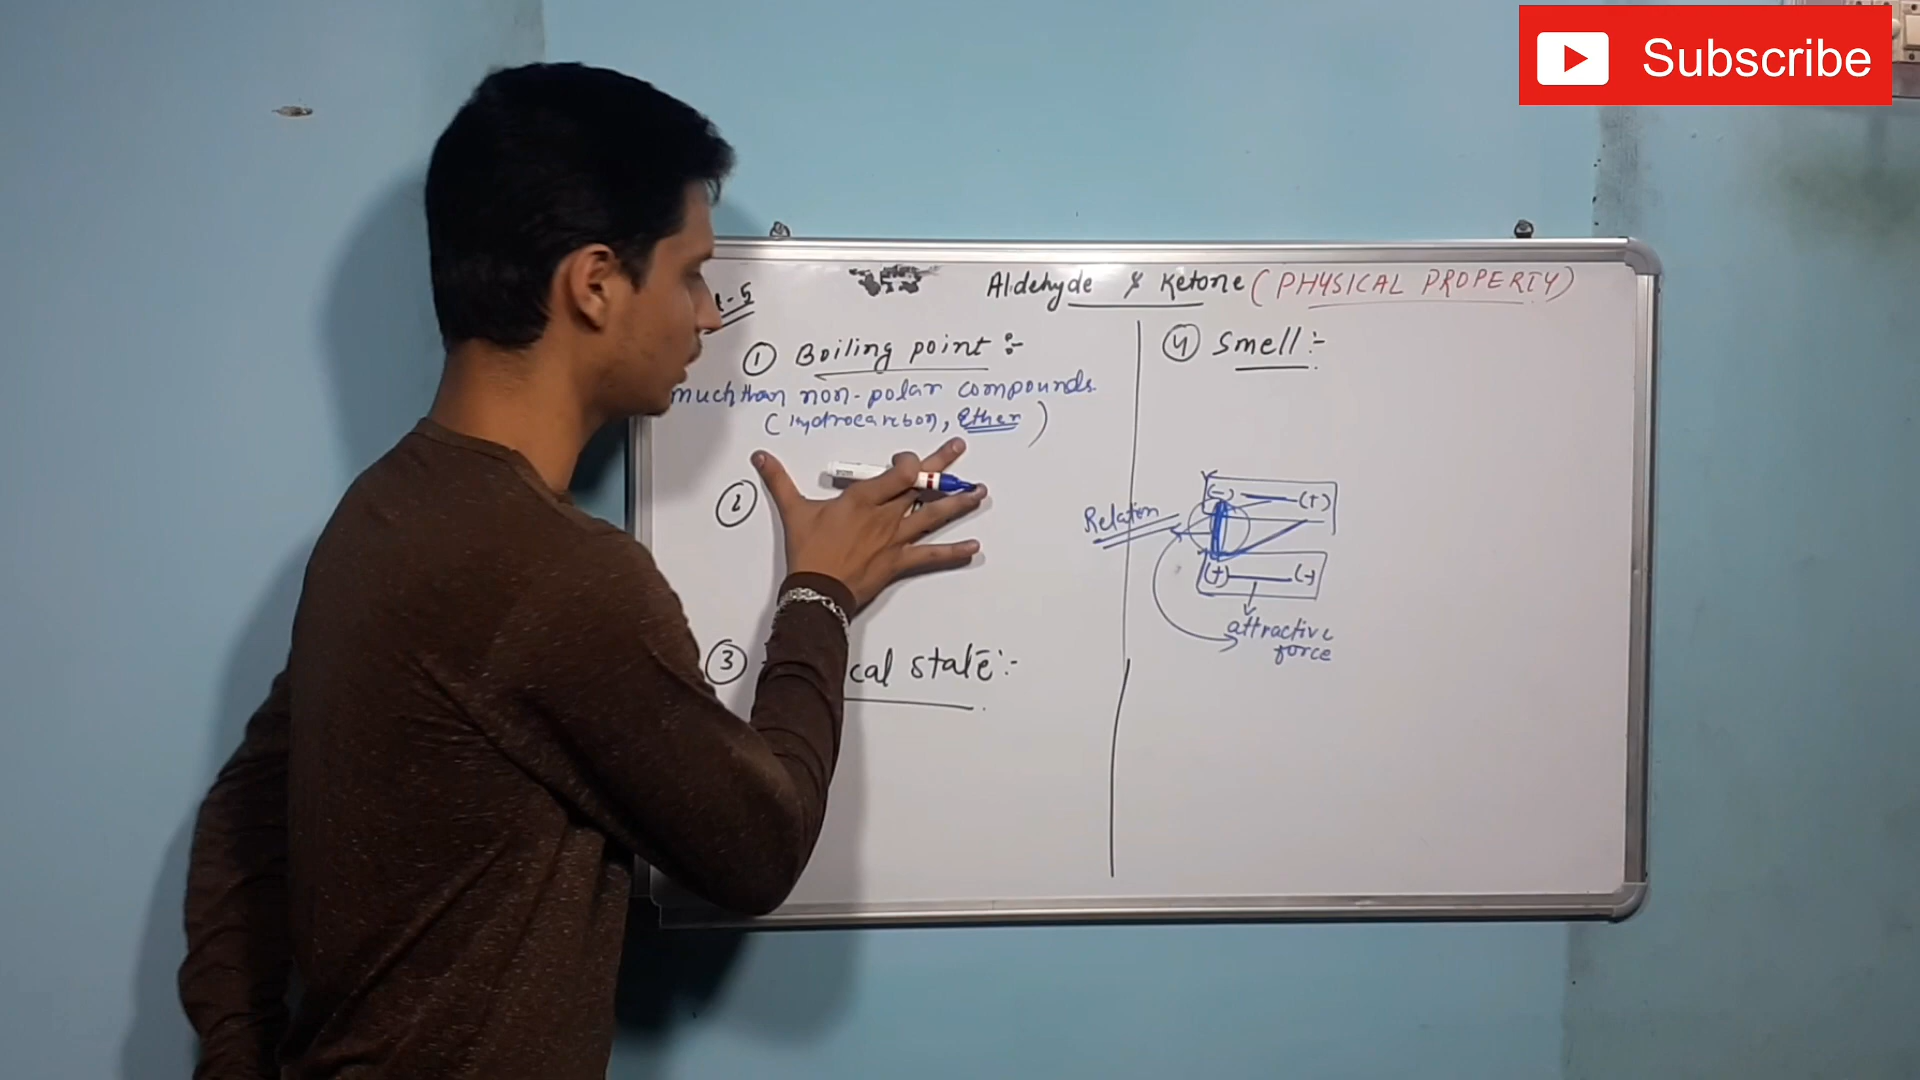 Subscribe
Aldehyde & Ketone (PHYSICAL PROPERTY)
-5
① Boiling point :-
much than non-polar compounds.
(Hydrocarbon, Ether)
②
③ cal state :-
④ Smell :-
Relation
(-) (+)
(+) (-)
attractive
force